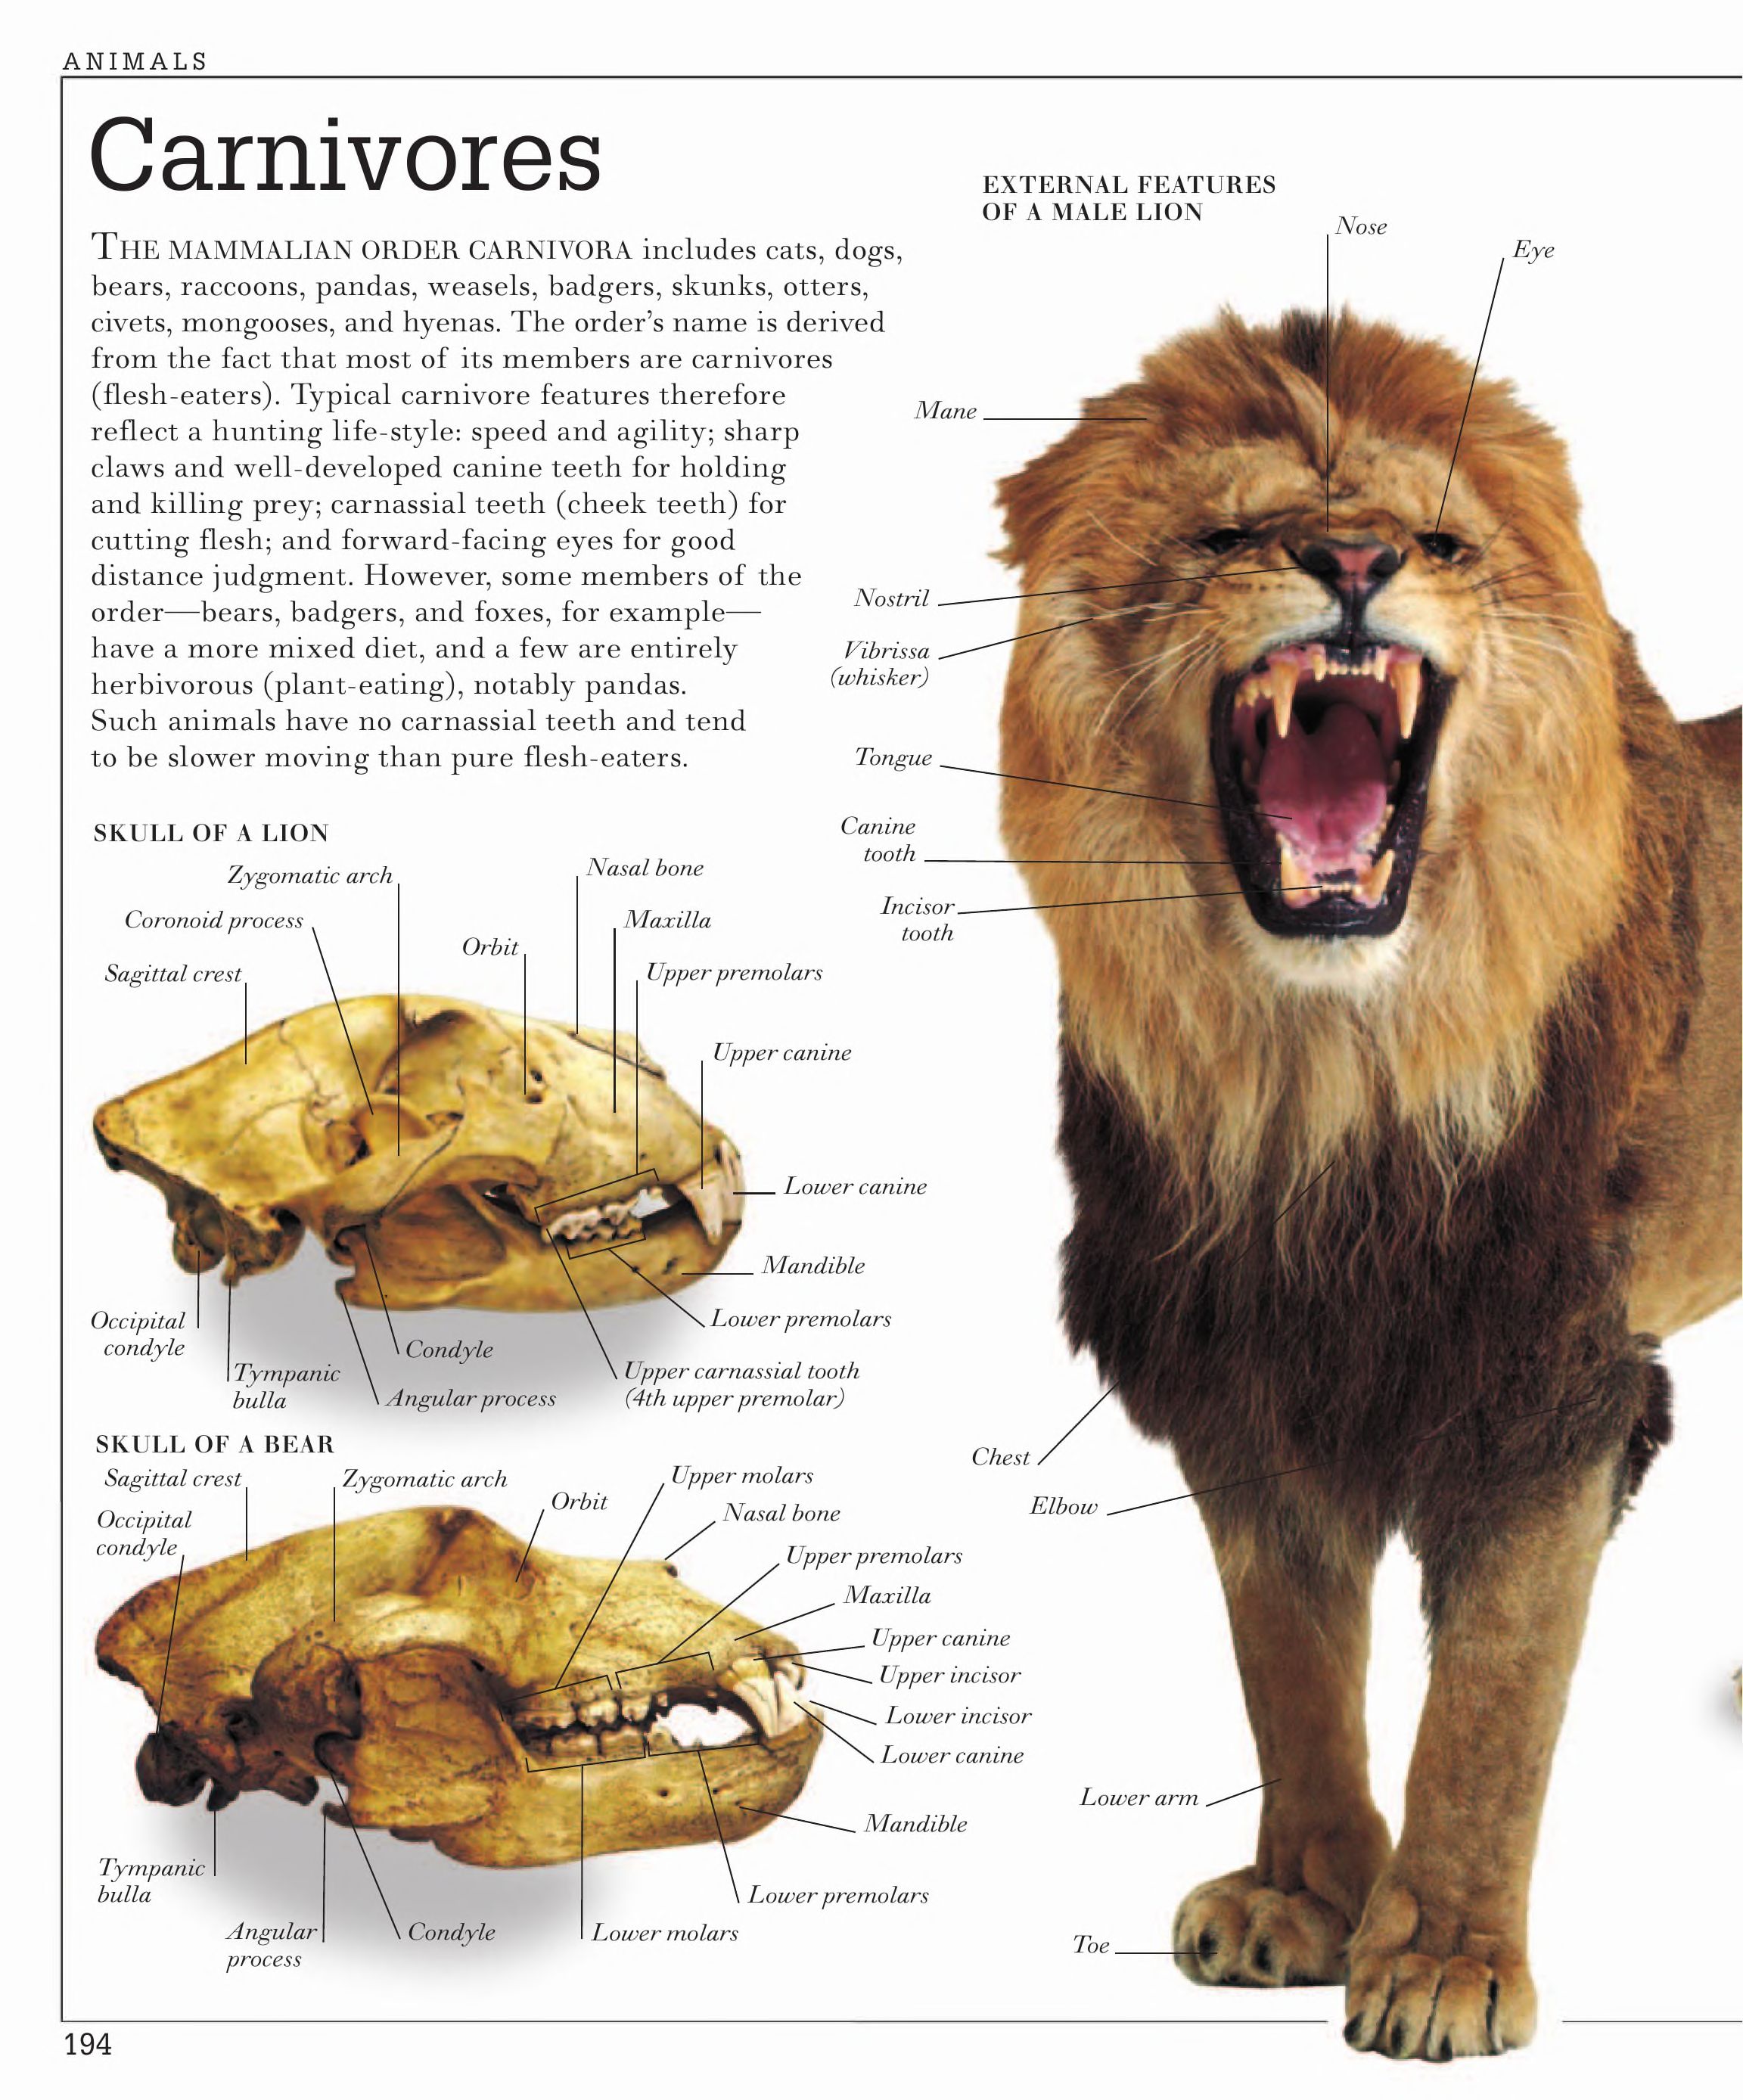 ANIMALS
Carnivores
THE MAMMALIAN ORDER CARNIVORA includes cats, dogs,
bears, raccoons, pandas, weasels, badgers, skunks, otters,
civets, mongooses, and hyenas. The order's name is derived
from the fact that most of its members are carnivores
(flesh-eaters). Typical carnivore features therefore
reflect a hunting life-style: speed and agility; sharp
claws and well-developed canine teeth for holding
and killing prey; carnassial teeth (cheek teeth) for
cutting flesh; and forward-facing eyes for good
distance judgment. However, some members of the
order—bears, badgers, and foxes, for example—
have a more mixed diet, and a few are entirely
herbivorous (plant-eating), notably pandas.
Such animals have no carnassial teeth and tend
to be slower moving than pure flesh-eaters.
SKULL OF A LION
Zygomatic arch
Nasal bone
Coronoid process
Maxilla
Orbit
Sagittal crest
Upper premolars
Upper canine
Lower canine
Mandible
Occipital
condyle
Lower premolars
Condyle
Tympanic
bulla
Upper carnassial tooth
(4th upper premolar)
Angular process
SKULL OF A BEAR
Sagittal crest
Zygomatic arch
Upper molars
Orbit
Nasal bone
Occipital
condyle
Upper premolars
Maxilla
Upper canine
Upper incisor
Lower incisor
Lower canine
Mandible
Tympanic
bulla
Lower premolars
Angular
process
Condyle
Lower molars
EXTERNAL FEATURES
OF A MALE LION
Nose
Eye
Mane
Nostril
Vibrissa
(whisker)
Tongue
Canine
tooth
Incisor
tooth
Chest
Elbow
Lower arm
Toe
194